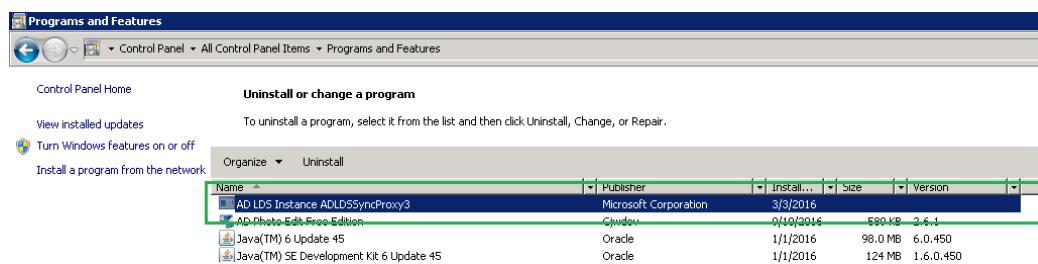 Programs and Features
Control Panel All Control Panel Items Programs and Features
Control Panel Home
Uninstall or change a program
View installed updates
To uninstall a program, select it from the list and then click Uninstall, Change, or Repair.
Turn Windows features on or off
Install a program from the network
Organize Uninstall
Name Publisher Install... Size Version
AD LDS Instance ADLDSSyncProxy3 Microsoft Corporation 3/3/2016
AD Photo Edit Free Edition Cjwdev 589 KB 2.6.1
Java(TM) 6 Update 45 Oracle 1/1/2016 98.0 MB 6.0.450
Java(TM) SE Development Kit 6 Update 45 Oracle 1/1/2016 124 MB 1.6.0.450